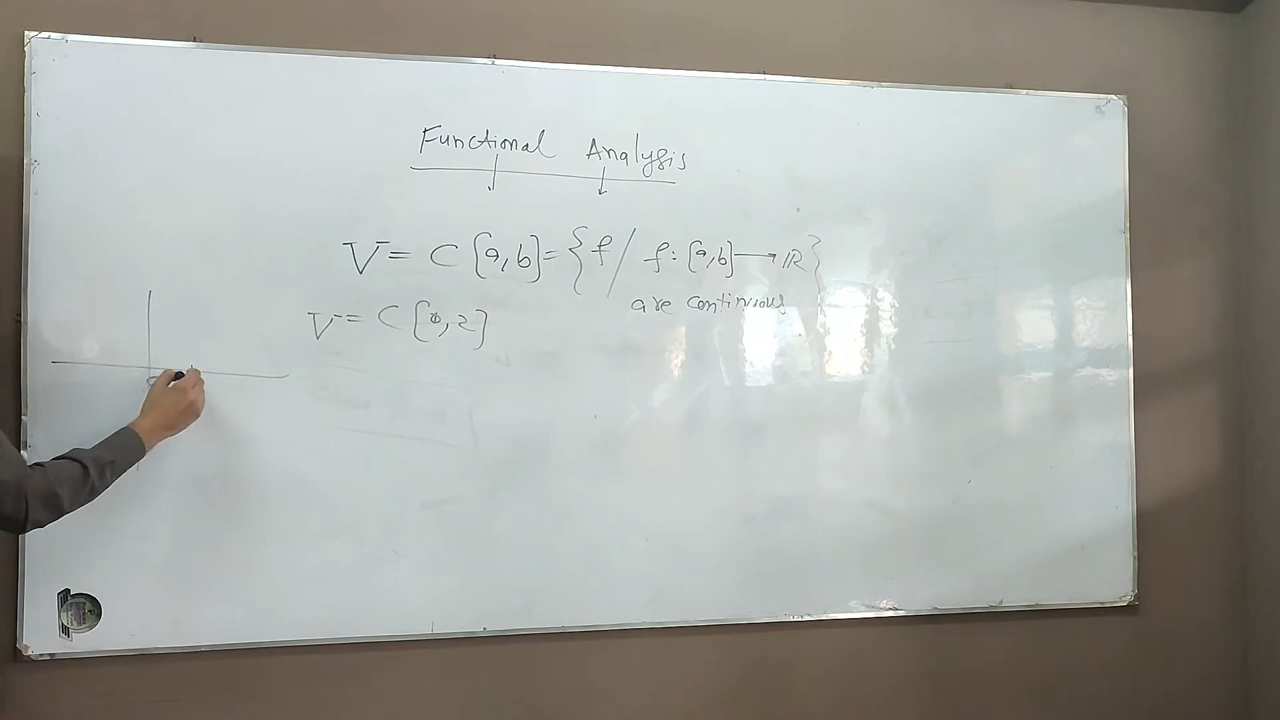 Functional Analysis
V = C [a,b] = { f / f : [a,b] → ℝ }
are continuous
V = C [0,2]